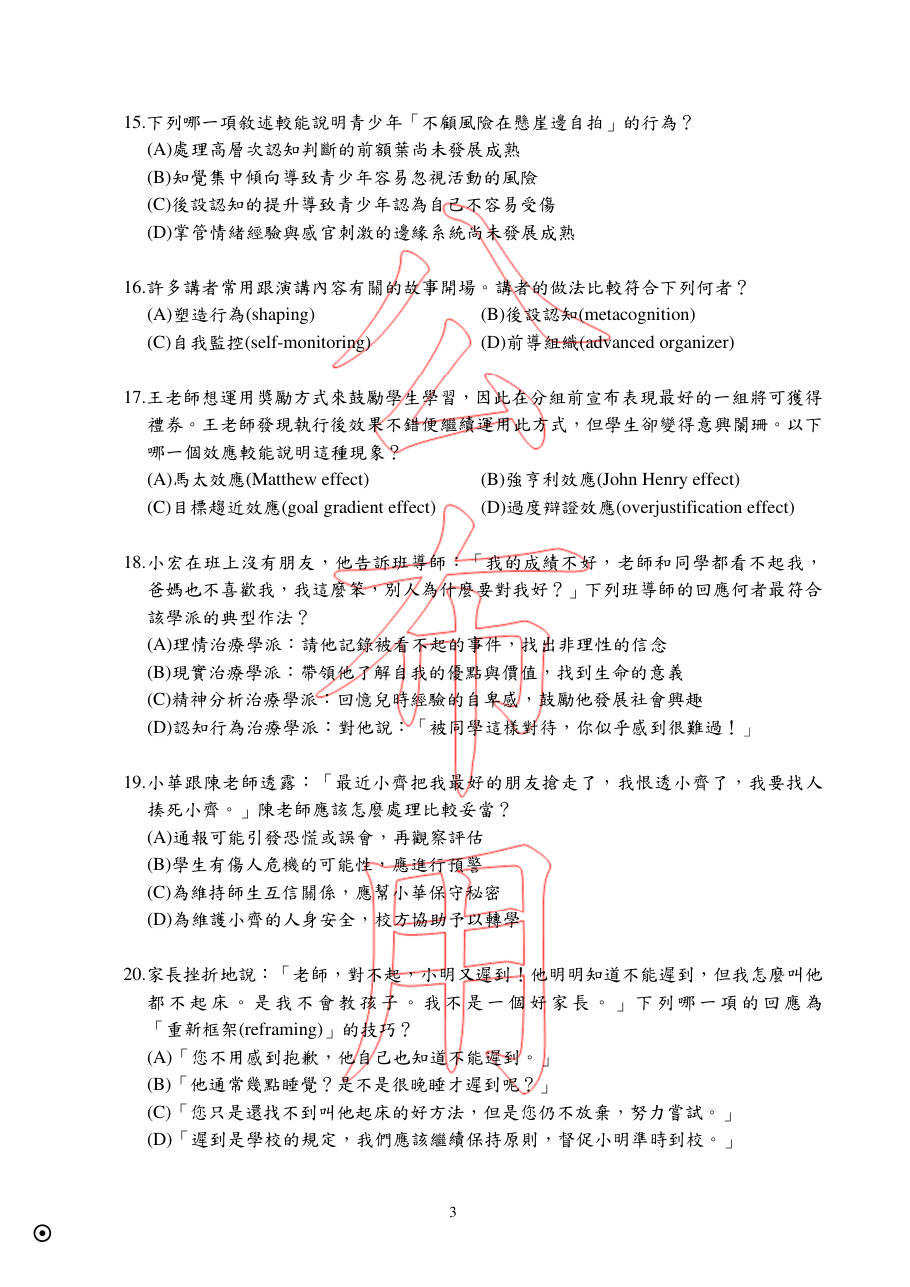 15.下列哪一項敘述較能說明青少年「不顧風險在懸崖邊自拍」的行為？
(A)處理高層次認知判斷的前額葉尚未發展成熟
(B)知覺集中傾向導致青少年容易忽視活動的風險
(C)後設認知的提升導致青少年認為自己不容易受傷
(D)掌管情緒經驗與感官刺激的邊緣系統尚未發展成熟
16.許多講者常用跟演講內容有關的故事開場。講者的做法比較符合下列何者？
(A)塑造行為(shaping) (B)後設認知(metacognition)
(C)自我監控(self-monitoring) (D)前導組織(advanced organizer)
17.王老師想運用獎勵方式來鼓勵學生學習，因此在分組前宣布表現最好的一組將可獲得
禮券。王老師發現執行後效果不錯便繼續運用此方式，但學生卻變得意興闌珊。以下
哪一個效應較能說明這種現象？
(A)馬太效應(Matthew effect) (B)強亨利效應(John Henry effect)
(C)目標趨近效應(goal gradient effect) (D)過度辯證效應(overjustification effect)
18.小宏在班上沒有朋友，他告訴班導師：「我的成績不好，老師和同學都看不起我，
爸媽也不喜歡我，我這麼笨，別人為什麼要對我好？」下列班導師的回應何者最符合
該學派的典型作法？
(A)理情治療學派：請他記錄被看不起的事件，找出非理性的信念
(B)現實治療學派：帶領他了解自我的優點與價值，找到生命的意義
(C)精神分析治療學派：回憶兒時經驗的自卑感，鼓勵他發展社會興趣
(D)認知行為治療學派：對他說：「被同學這樣對待，你似乎感到很難過！」
19.小華跟陳老師透露：「最近小齊把我最好的朋友搶走了，我恨透小齊了，我要找人
揍死小齊。」陳老師應該怎麼處理比較妥當？
(A)通報可能引發恐慌或誤會，再觀察評估
(B)學生有傷人危機的可能性，應進行預警
(C)為維持師生互信關係，應幫小華保守秘密
(D)為維護小齊的人身安全，校方協助予以轉學
20.家長挫折地說：「老師，對不起，小明又遲到！他明明知道不能遲到，但我怎麼叫他
都不起床。是我不會教孩子。我不是一個好家長。」下列哪一項的回應為
「重新框架(reframing)」的技巧？
(A)「您不用感到抱歉，他自己也知道不能遲到。」
(B)「他通常幾點睡覺？是不是很晚睡才遲到呢？」
(C)「您只是還找不到叫他起床的好方法，但是您仍不放棄，努力嘗試。」
(D)「遲到是學校的規定，我們應該繼續保持原則，督促小明準時到校。」
公布用
3